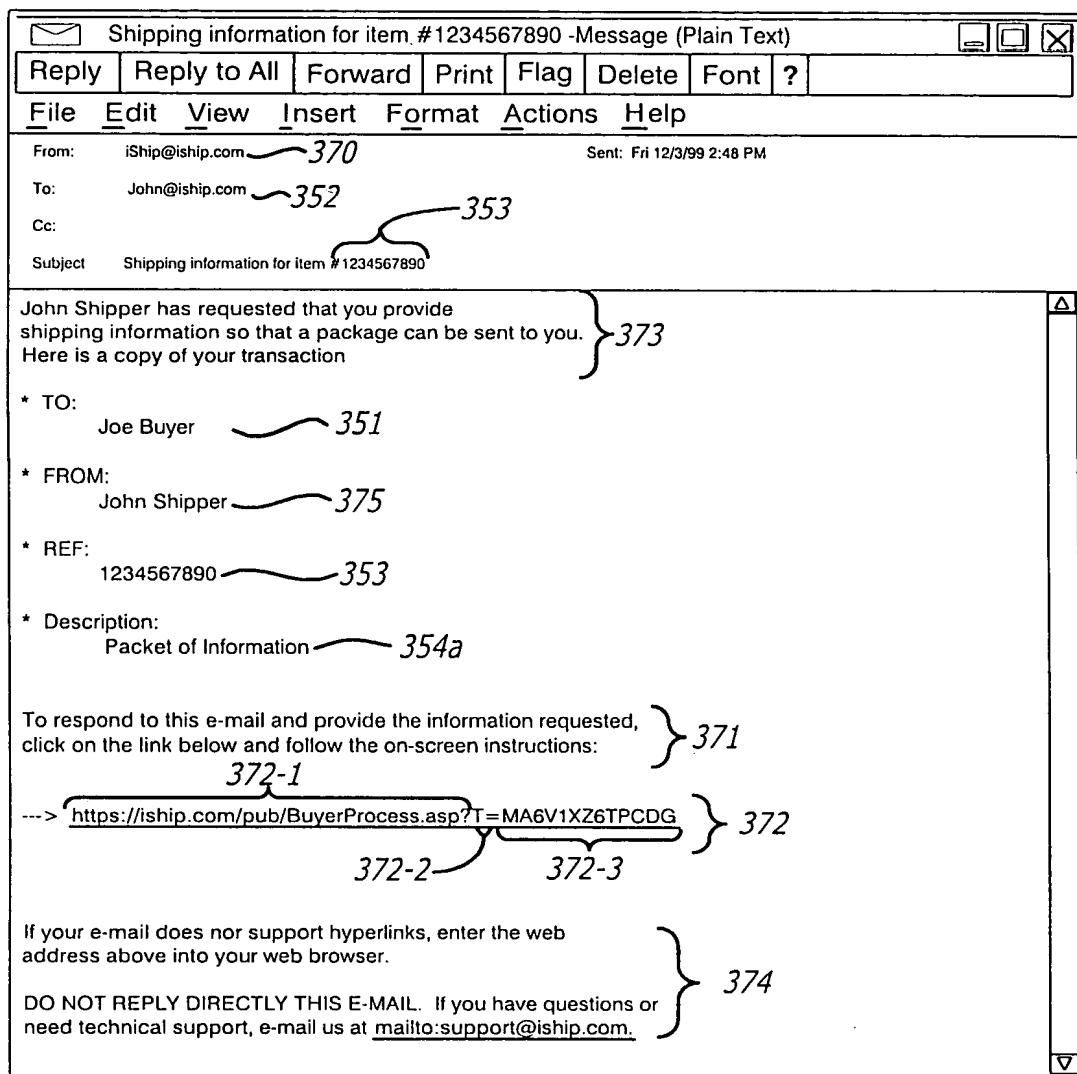 Shipping information for item #1234567890 -Message (Plain Text)
Reply Reply to All Forward Print Flag Delete Font ?
File Edit View Insert Format Actions Help
From: iShip@iship.com 370 Sent: Fri 12/3/99 2:48 PM
To: John@iship.com 352
353
Cc:
Subject Shipping information for item #1234567890
John Shipper has requested that you provide
shipping information so that a package can be sent to you.
373
Here is a copy of your transaction
* TO:
Joe Buyer 351
* FROM:
John Shipper 375
* REF:
1234567890 353
* Description:
Packet of Information 354a
To respond to this e-mail and provide the information requested,
371
click on the link below and follow the on-screen instructions:
372-1
---> https://iship.com/pub/BuyerProcess.asp?T=MA6V1XZ6TPCDG 372
372-2 372-3
If your e-mail does nor support hyperlinks, enter the web
address above into your web browser.
374
DO NOT REPLY DIRECTLY THIS E-MAIL. If you have questions or
need technical support, e-mail us at mailto:support@iship.com.